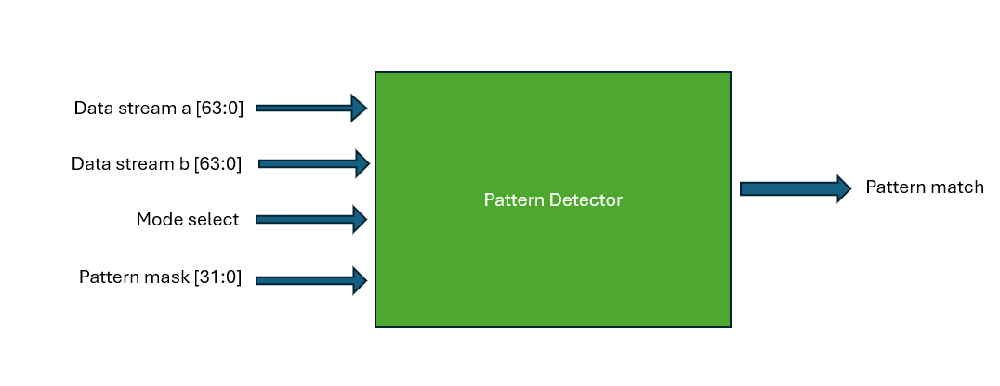 Data stream a [63:0]
Data stream b [63:0]
Mode select
Pattern mask [31:0]
Pattern Detector
Pattern match